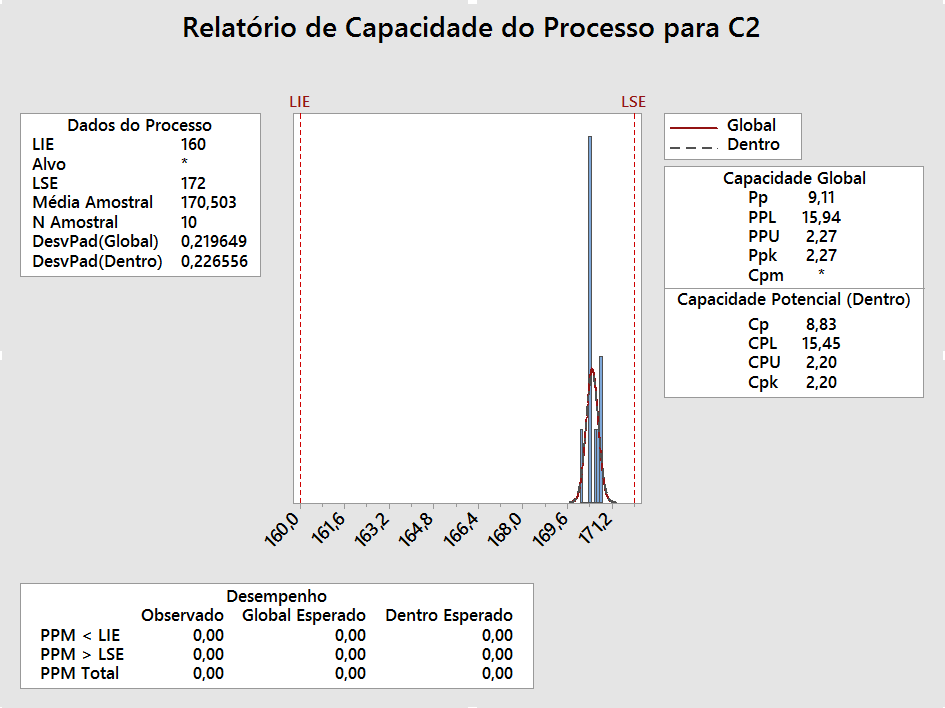 Relatório de Capacidade do Processo para C2
LIE
LSE
Dados do Processo
LIE 160
Alvo *
LSE 172
Média Amostral 170,503
N Amostral 10
DesvPad(Global) 0,219649
DesvPad(Dentro) 0,226556
Global
Dentro
Capacidade Global
Pp 9,11
PPL 15,94
PPU 2,27
Ppk 2,27
Cpm *
Capacidade Potencial (Dentro)
Cp 8,83
CPL 15,45
CPU 2,20
Cpk 2,20
160,0 161,6 163,2 164,8 166,4 168,0 169,6 171,2
Desempenho
Observado Global Esperado Dentro Esperado
PPM < LIE 0,00 0,00 0,00
PPM > LSE 0,00 0,00 0,00
PPM Total 0,00 0,00 0,00